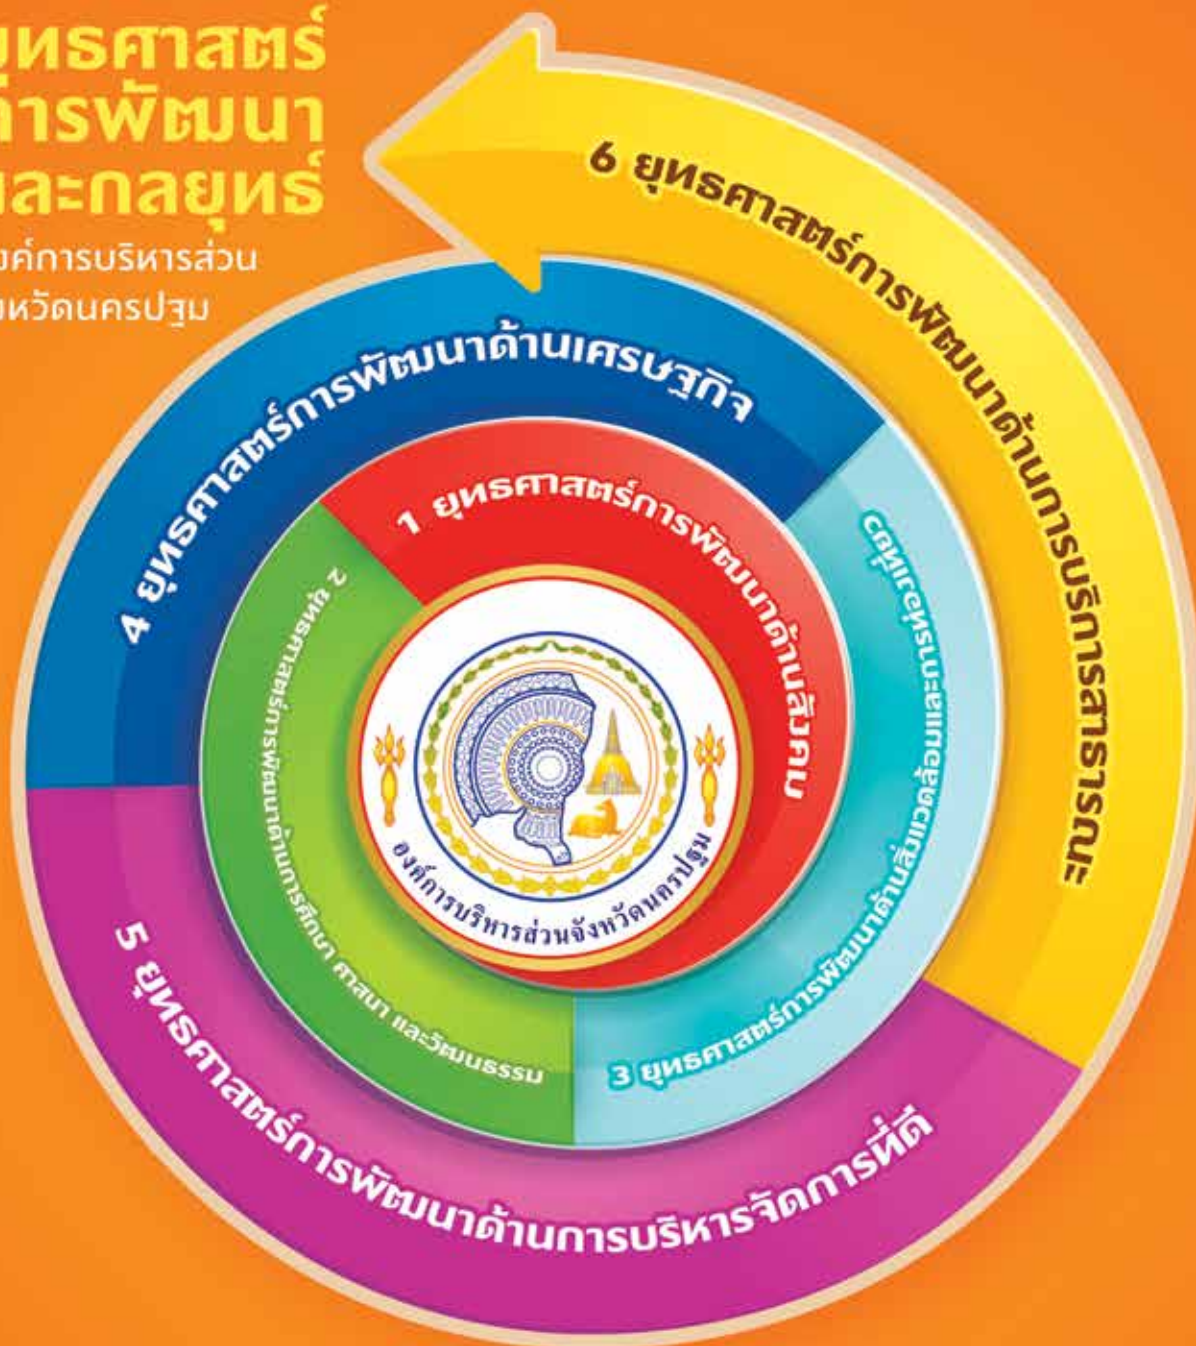 ยุทธศาสตร์
การพัฒนา
และกลยุทธ์
องค์การบริหารส่วน
จังหวัดนครปฐม
1 ยุทธศาสตร์การพัฒนาด้านสังคม
2 ยุทธศาสตร์การพัฒนาด้านการศึกษา ศาสนา และวัฒนธรรม
3 ยุทธศาสตร์การพัฒนาด้านสิ่งแวดล้อมและการท่องเที่ยว
4 ยุทธศาสตร์การพัฒนาด้านเศรษฐกิจ
5 ยุทธศาสตร์การพัฒนาด้านการบริหารจัดการที่ดี
6 ยุทธศาสตร์การพัฒนาด้านการบริการสาธารณะ
องค์การบริหารส่วนจังหวัดนครปฐม